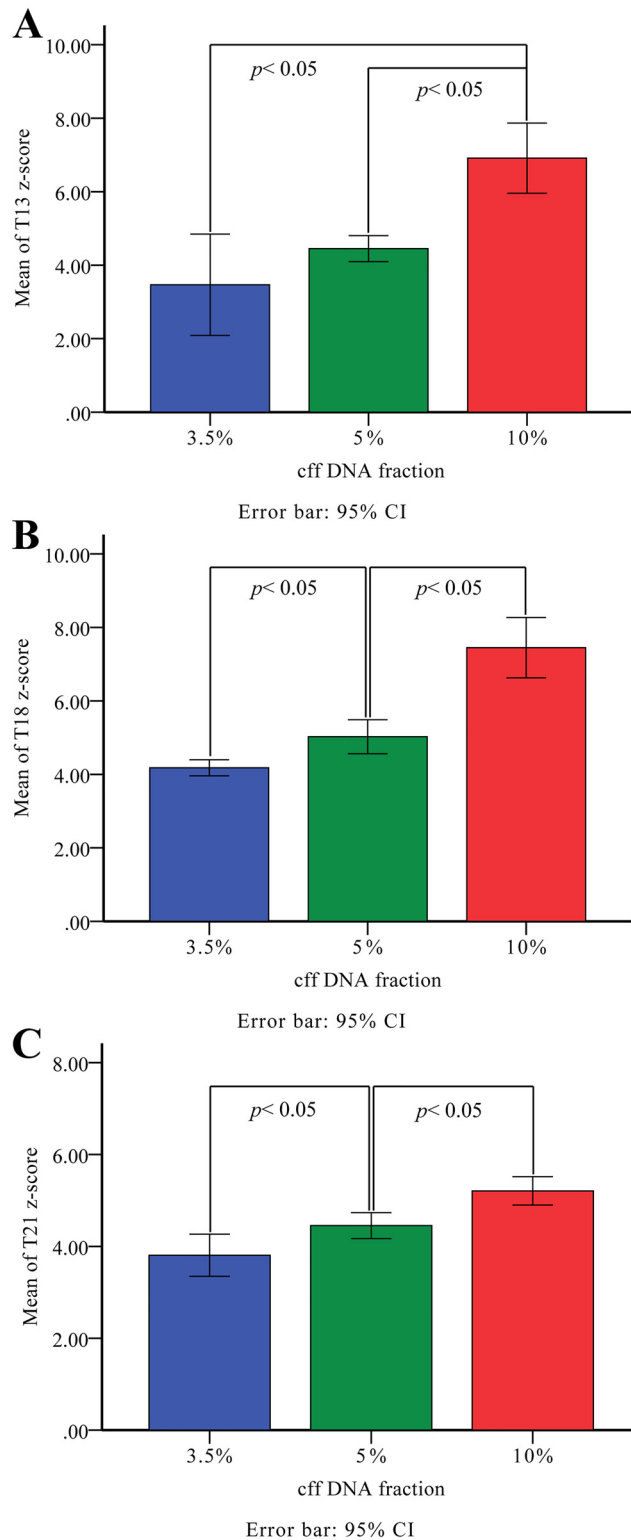 A
10.00
p< 0.05
p< 0.05
8.00
6.00
4.00
2.00
.00
Mean of T13 z-score
3.5% 5% 10%
cff DNA fraction
Error bar: 95% CI
B
10.00
p< 0.05 p< 0.05
8.00
6.00
4.00
2.00
.00
Mean of T18 z-score
3.5% 5% 10%
cff DNA fraction
Error bar: 95% CI
C
8.00
p< 0.05 p< 0.05
6.00
4.00
2.00
.00
Mean of T21 z-score
3.5% 5% 10%
cff DNA fraction
Error bar: 95% CI